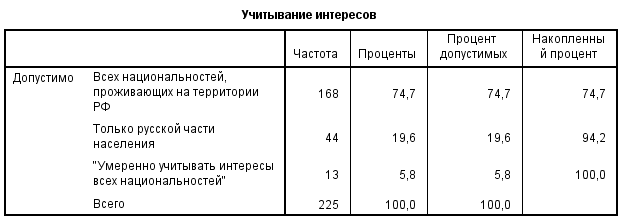 Учитывание интересов
Частота Проценты Процент допустимых Накопленны й процент
Допустимо Всех национальностей, проживающих на территории РФ 168 74,7 74,7 74,7
Только русской части населения 44 19,6 19,6 94,2
"Умеренно учитывать интересы всех национальностей" 13 5,8 5,8 100,0
Всего 225 100,0 100,0